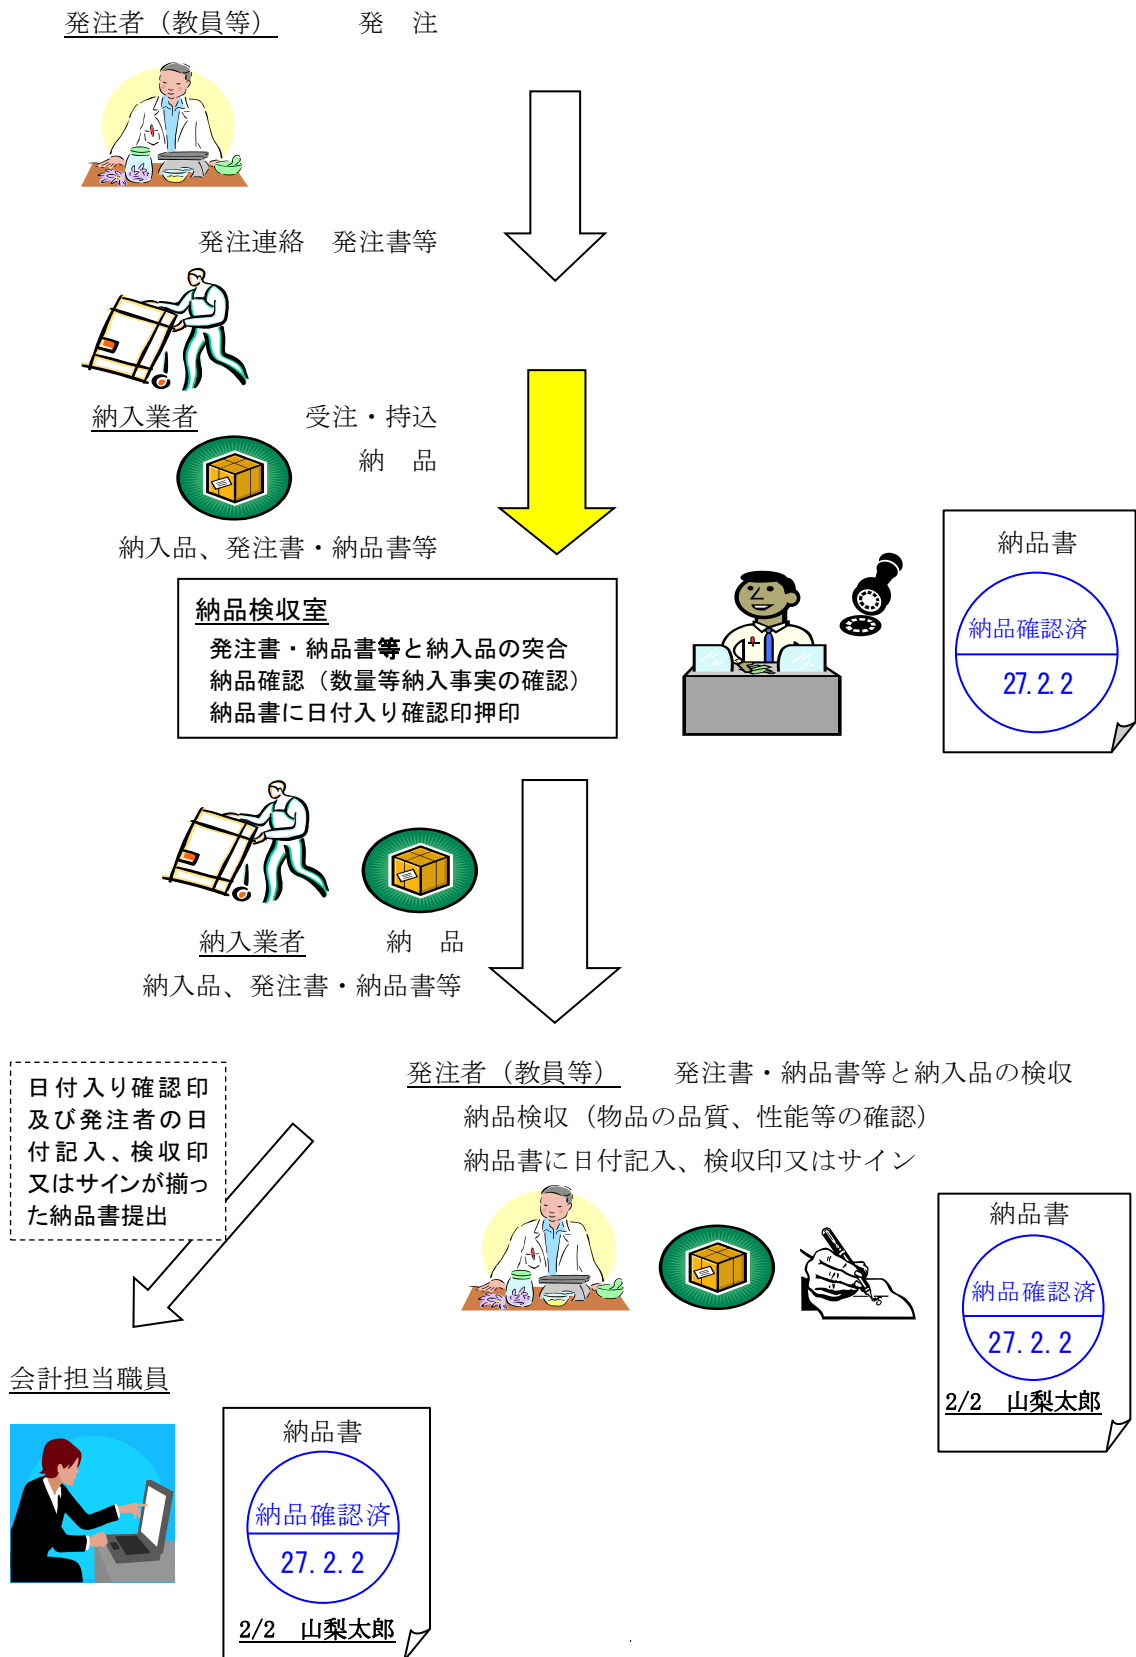 発注者（教員等）　発　注
発注連絡　発注書等
納入業者　受注・持込
納　品
納入品、発注書・納品書等
納品検収室
発注書・納品書等と納入品の突合
納品確認（数量等納入事実の確認）
納品書に日付入り確認印押印
納品書
納品確認済
27.2.2
納入業者　納　品
納入品、発注書・納品書等
発注者（教員等）　発注書・納品書等と納入品の検収
納品検収（物品の品質、性能等の確認）
納品書に日付記入、検収印又はサイン
日付入り確認印
及び発注者の日
付記入、検収印
又はサインが揃っ
た納品書提出
納品書
納品確認済
27.2.2
2/2　山梨太郎
会計担当職員
納品書
納品確認済
27.2.2
2/2　山梨太郎